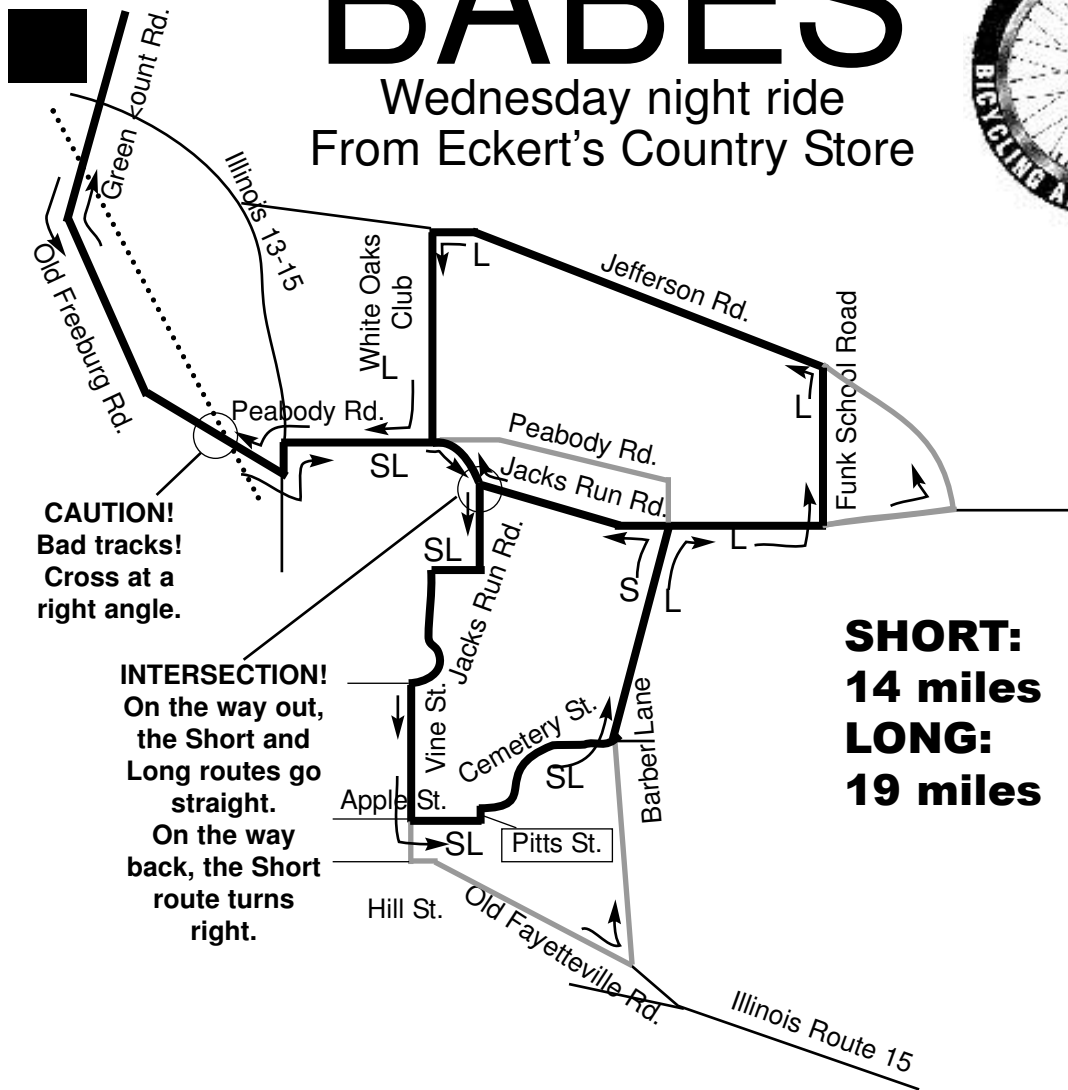 BABES
Wednesday night ride
From Eckert's Country Store
BICYCLING A
Green
ount Rd.
Illinois 13-15
Old Freeburg Rd.
White Oaks
Club
L
Jefferson Rd.
Funk School Road
L
L
Peabody Rd.
SL
Peabody Rd.
Jacks Run Rd.
L
CAUTION!
Bad tracks!
Cross at a
right angle.
SL
Jacks Run Rd.
S
L
SHORT:
14 miles
LONG:
19 miles
INTERSECTION!
On the way out,
the Short and
Long routes go
straight.
On the way
back, the Short
route turns
right.
Vine St.
Cemetery St.
SL
Barber Lane
Apple St.
SL
Pitts St.
Hill St.
Old Fayetteville Rd.
Illinois Route 15